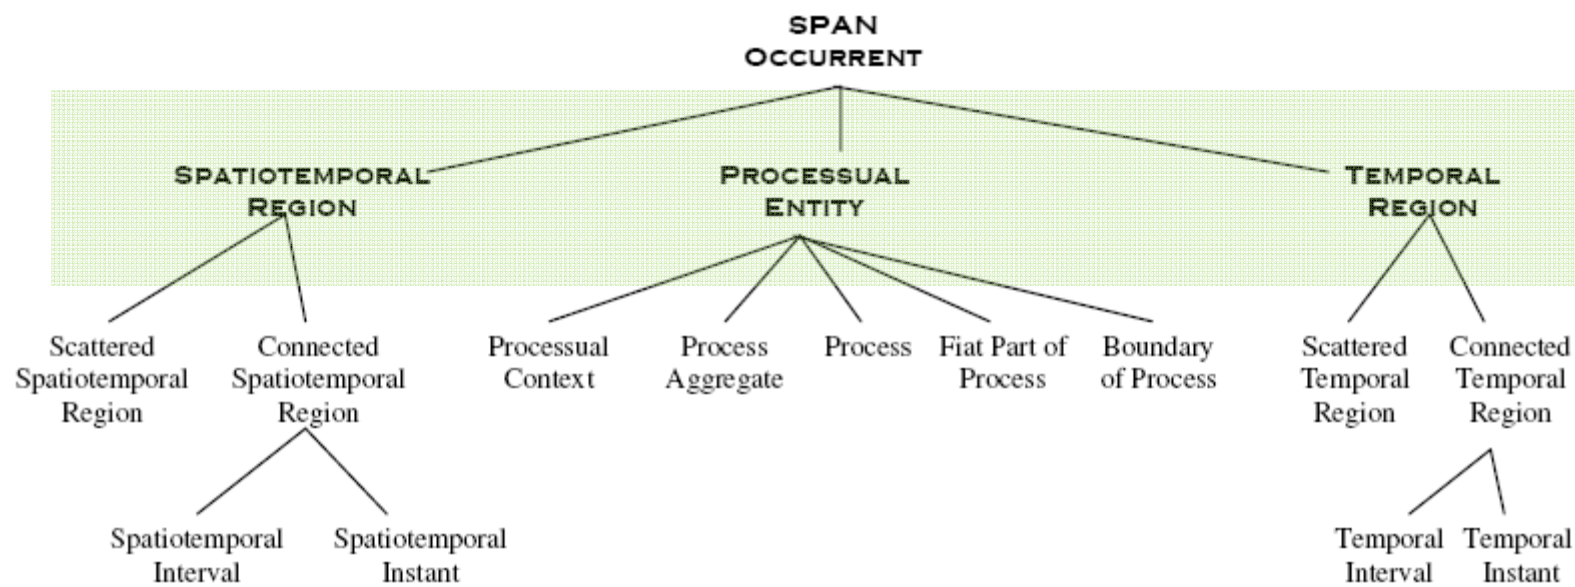 SPAN
OCCURRENT
SPATIOTEMPORAL
REGION
PROCESSUAL
ENTITY
TEMPORAL
REGION
Scattered
Spatiotemporal
Region
Connected
Spatiotemporal
Region
Processual
Context
Process
Aggregate
Process
Fiat Part of
Process
Boundary
of Process
Scattered
Temporal
Region
Connected
Temporal
Region
Spatiotemporal
Interval
Spatiotemporal
Instant
Temporal
Interval
Temporal
Instant